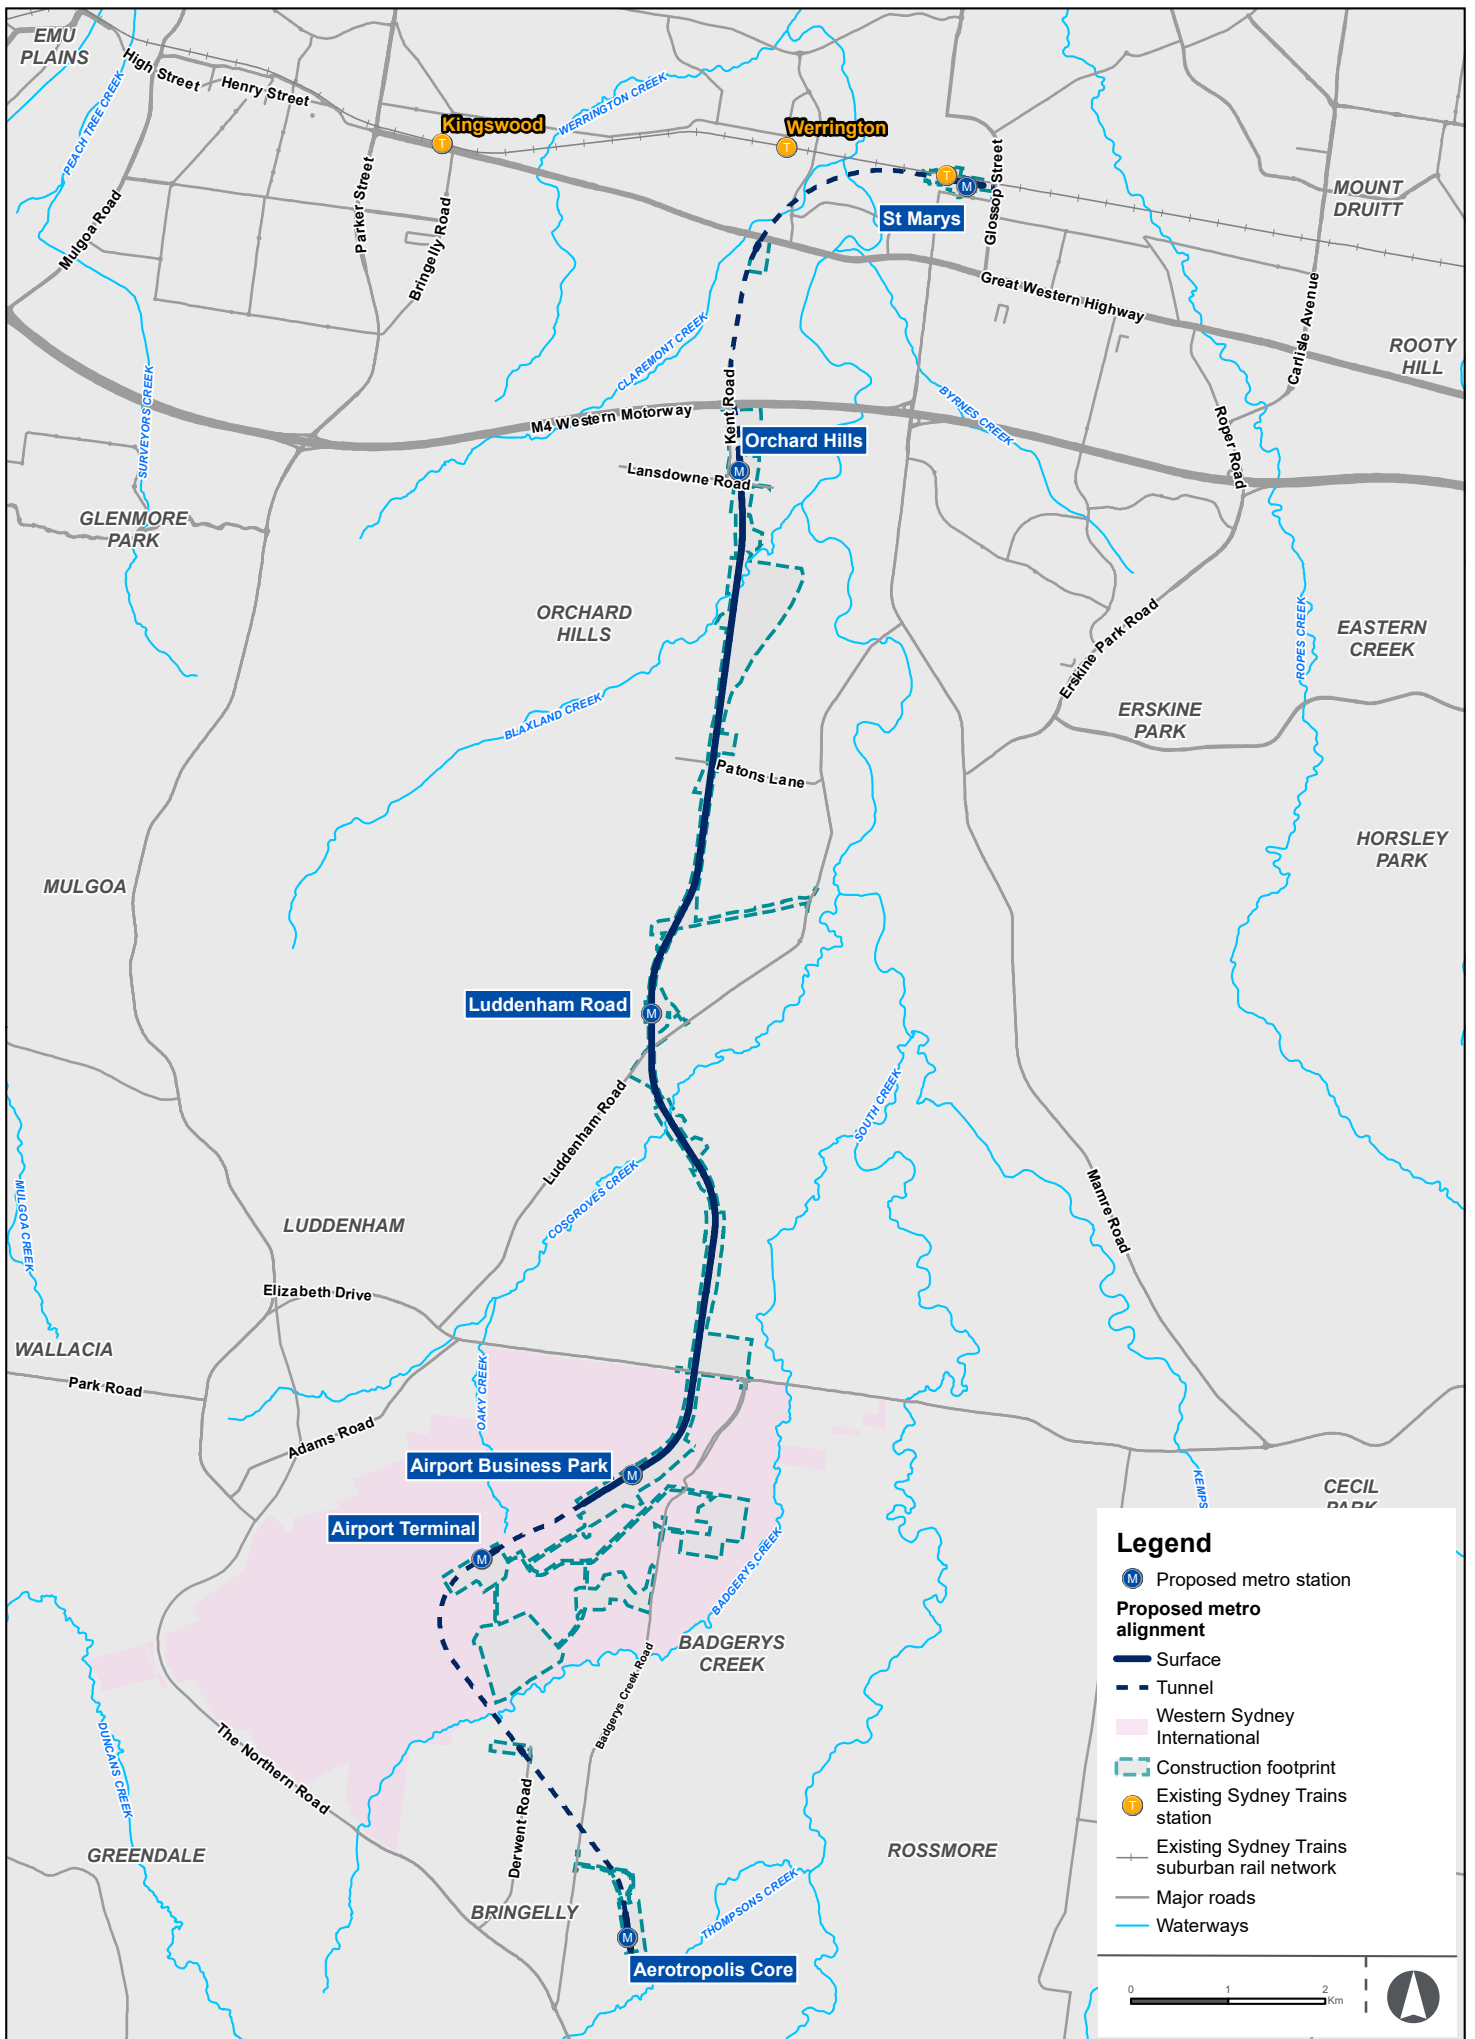 EMU
PLAINS
High Street
Henry Street
PEACH TREE CREEK
Kingswood
WERRINGTON CREEK
Werrington
T
T
T
M
St Marys
Glossop Street
MOUNT
DRUITT
Mulgoa Road
Parker Street
Bringelly Road
Great Western Highway
Carlisle Avenue
ROOTY
HILL
SURVEYORS CREEK
CLAREMONT CREEK
Kent Road
M4 Western Motorway
BYRNES CREEK
Roper Road
Orchard Hills
M
Lansdowne Road
GLENMORE
PARK
ORCHARD
HILLS
Erskine Park Road
ROPES CREEK
EASTERN
CREEK
BLAXLAND CREEK
ERSKINE
PARK
Patons Lane
HORSLEY
PARK
MULGOA
Luddenham Road
M
Luddenham Road
SOUTH CREEK
COSGROVES CREEK
MULGOA CREEK
LUDDENHAM
Mamre Road
Elizabeth Drive
WALLACIA
Park Road
OAKY CREEK
Adams Road
Airport Business Park
M
KEMPS
CECIL
PARK
Airport Terminal
M
BADGERYS CREEK
BADGERYS
CREEK
Badgerys Creek Road
DUNCANS CREEK
The Northern Road
Derwent Road
GREENDALE
ROSSMORE
BRINGELLY
THOMPSONS CREEK
M
Aerotropolis Core
Legend
M
Proposed metro station
Proposed metro
alignment
Surface
Tunnel
Western Sydney
International
Construction footprint
T
Existing Sydney Trains
station
Existing Sydney Trains
suburban rail network
Major roads
Waterways
0 1 2
Km